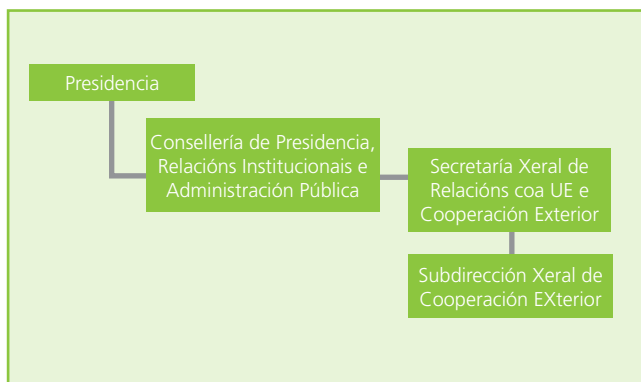 Presidencia
Consellería de Presidencia,
Relacións Institucionais e
Administración Pública
Secretaría Xeral de
Relacións coa UE e
Cooperación Exterior
Subdirección Xeral de
Cooperación EXterior